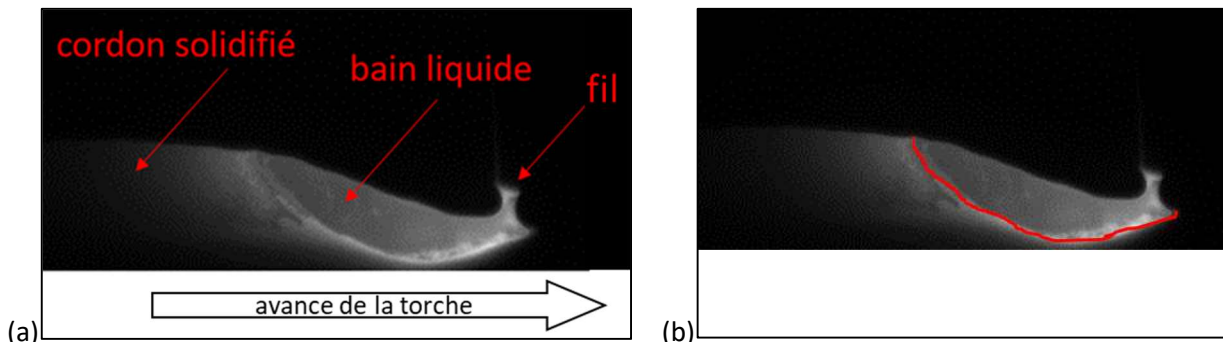 cordon solidifié
bain liquide
fil
avance de la torche
(a)
(b)